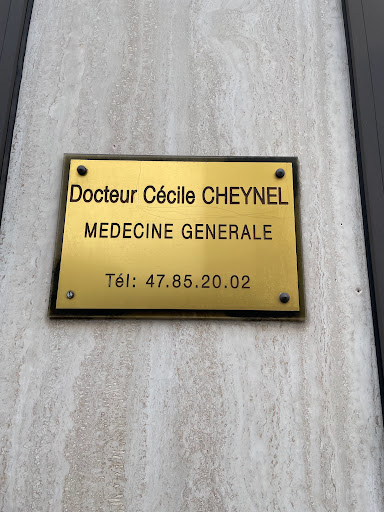 Docteur Cécile CHEYNEL
MEDECINE GENERALE
Tél: 47.85.20.02